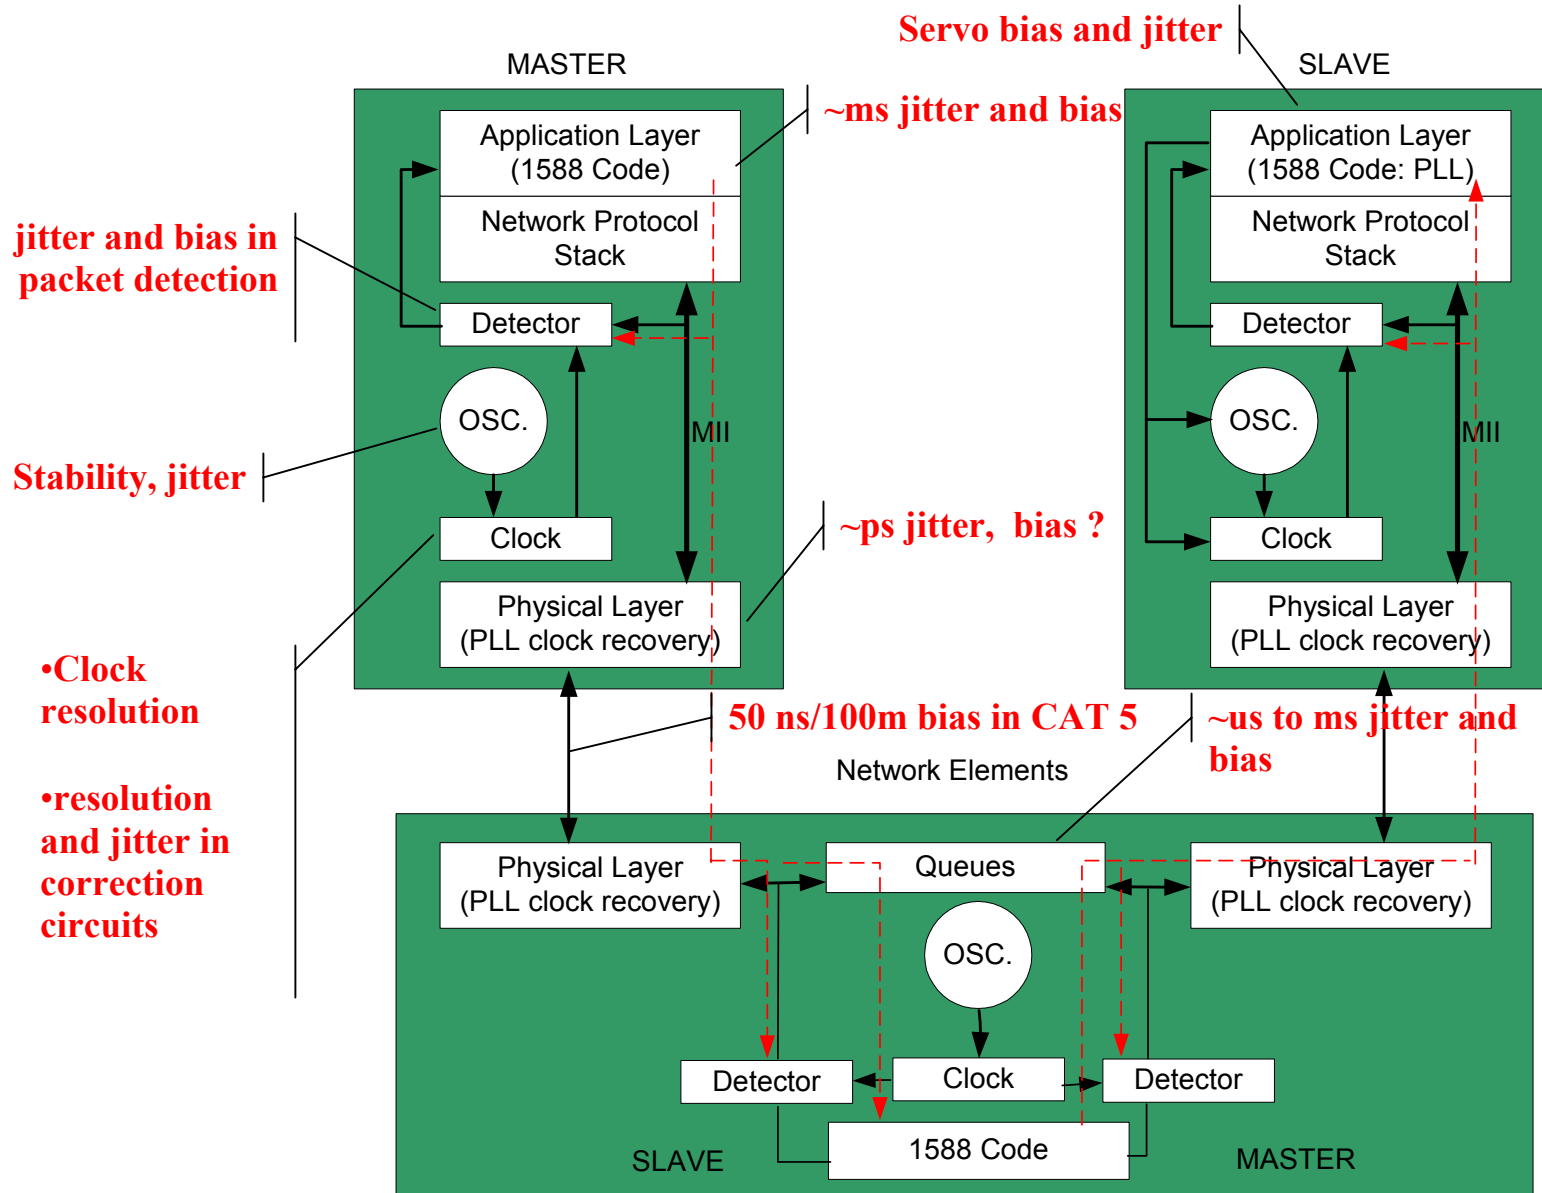 Servo bias and jitter
MASTER
SLAVE
~ms jitter and bias
Application Layer
(1588 Code)
Network Protocol
Stack
Application Layer
(1588 Code: PLL)
Network Protocol
Stack
jitter and bias in
packet detection
Detector
Detector
OSC.
MII
OSC.
MII
Stability, jitter
~ps jitter, bias ?
Clock
Clock
Physical Layer
(PLL clock recovery)
Physical Layer
(PLL clock recovery)
•Clock
resolution
•resolution
and jitter in
correction
circuits
50 ns/100m bias in CAT 5
~us to ms jitter and
bias
Network Elements
Physical Layer
(PLL clock recovery)
Queues
Physical Layer
(PLL clock recovery)
OSC.
Detector
Clock
Detector
SLAVE
1588 Code
MASTER